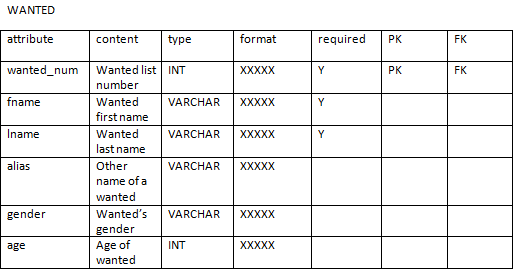 WANTED
attribute content type format required PK FK
wanted_num Wanted list INT XXXXX Y PK FK
number
fname Wanted VARCHAR XXXXX Y
first name
lname Wanted VARCHAR XXXXX Y
last name
alias Other VARCHAR XXXXX
name of a
wanted
gender Wanted’s VARCHAR XXXXX
gender
age Age of INT XXXXX
wanted